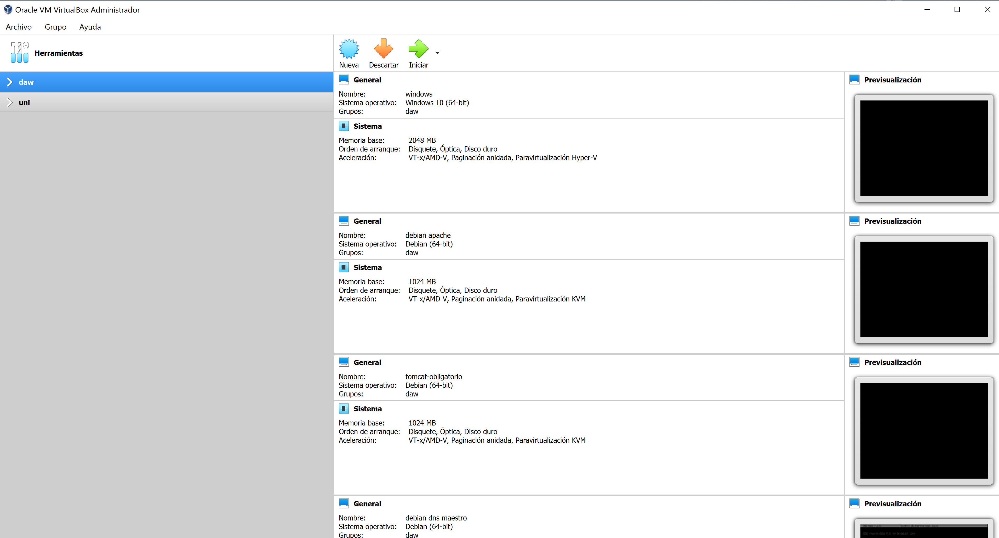 Oracle VM VirtualBox Administrador
Archivo Grupo Ayuda
Herramientas
Nueva Descartar Iniciar
daw
uni
General
Nombre: windows
Sistema operativo: Windows 10 (64-bit)
Grupos: daw
Previsualización
Sistema
Memoria base: 2048 MB
Orden de arranque: Disquete, Óptica, Disco duro
Aceleración: VT-x/AMD-V, Paginación anidada, Paravirtualización Hyper-V
General
Nombre: debian apache
Sistema operativo: Debian (64-bit)
Grupos: daw
Previsualización
Sistema
Memoria base: 1024 MB
Orden de arranque: Disquete, Óptica, Disco duro
Aceleración: VT-x/AMD-V, Paginación anidada, Paravirtualización KVM
General
Nombre: tomcat-obligatorio
Sistema operativo: Debian (64-bit)
Grupos: daw
Previsualización
Sistema
Memoria base: 1024 MB
Orden de arranque: Disquete, Óptica, Disco duro
Aceleración: VT-x/AMD-V, Paginación anidada, Paravirtualización KVM
General
Nombre: debian dns maestro
Sistema operativo: Debian (64-bit)
Grupos: daw
Previsualización